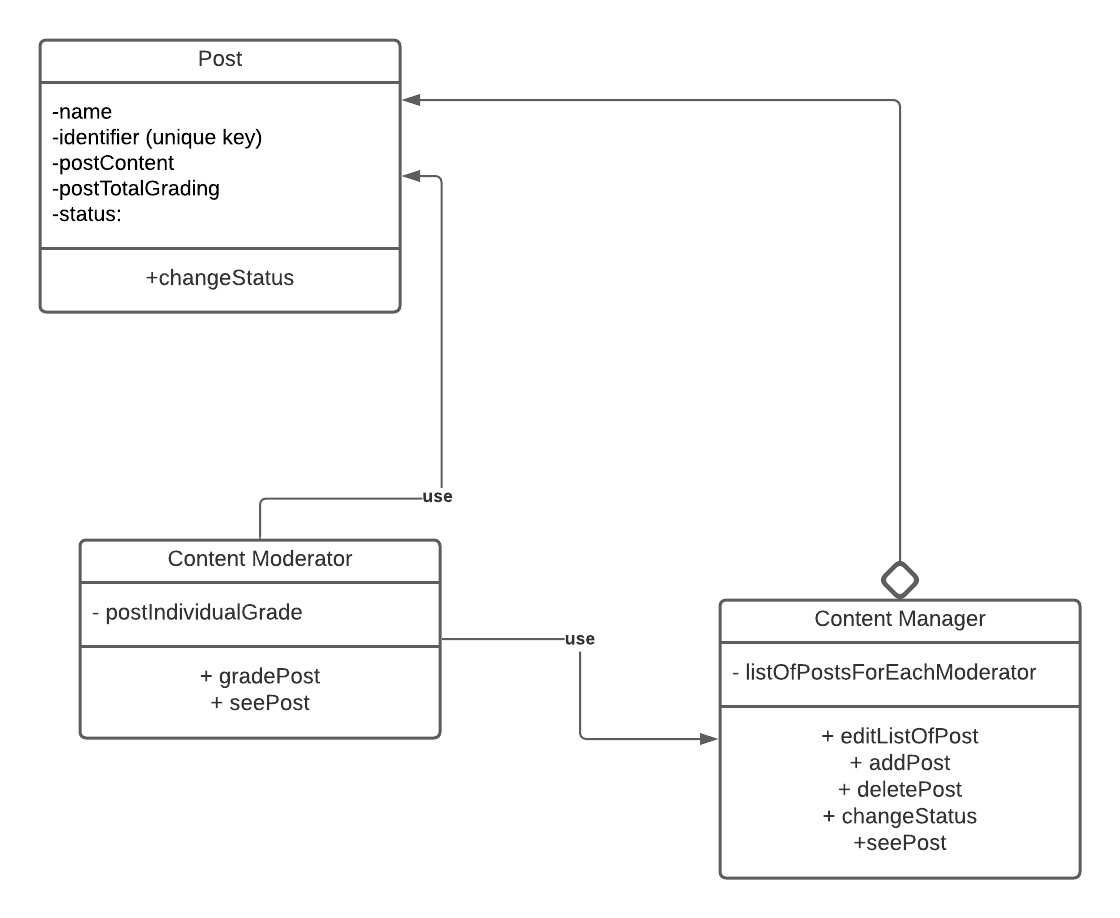 Post
-name
-identifier (unique key)
-postContent
-postTotalGrading
-status:
+changeStatus
use
Content Moderator
- postIndividualGrade
+ gradePost
+ seePost
use
Content Manager
- listOfPostsForEachModerator
+ editListOfPost
+ addPost
+ deletePost
+ changeStatus
+seePost